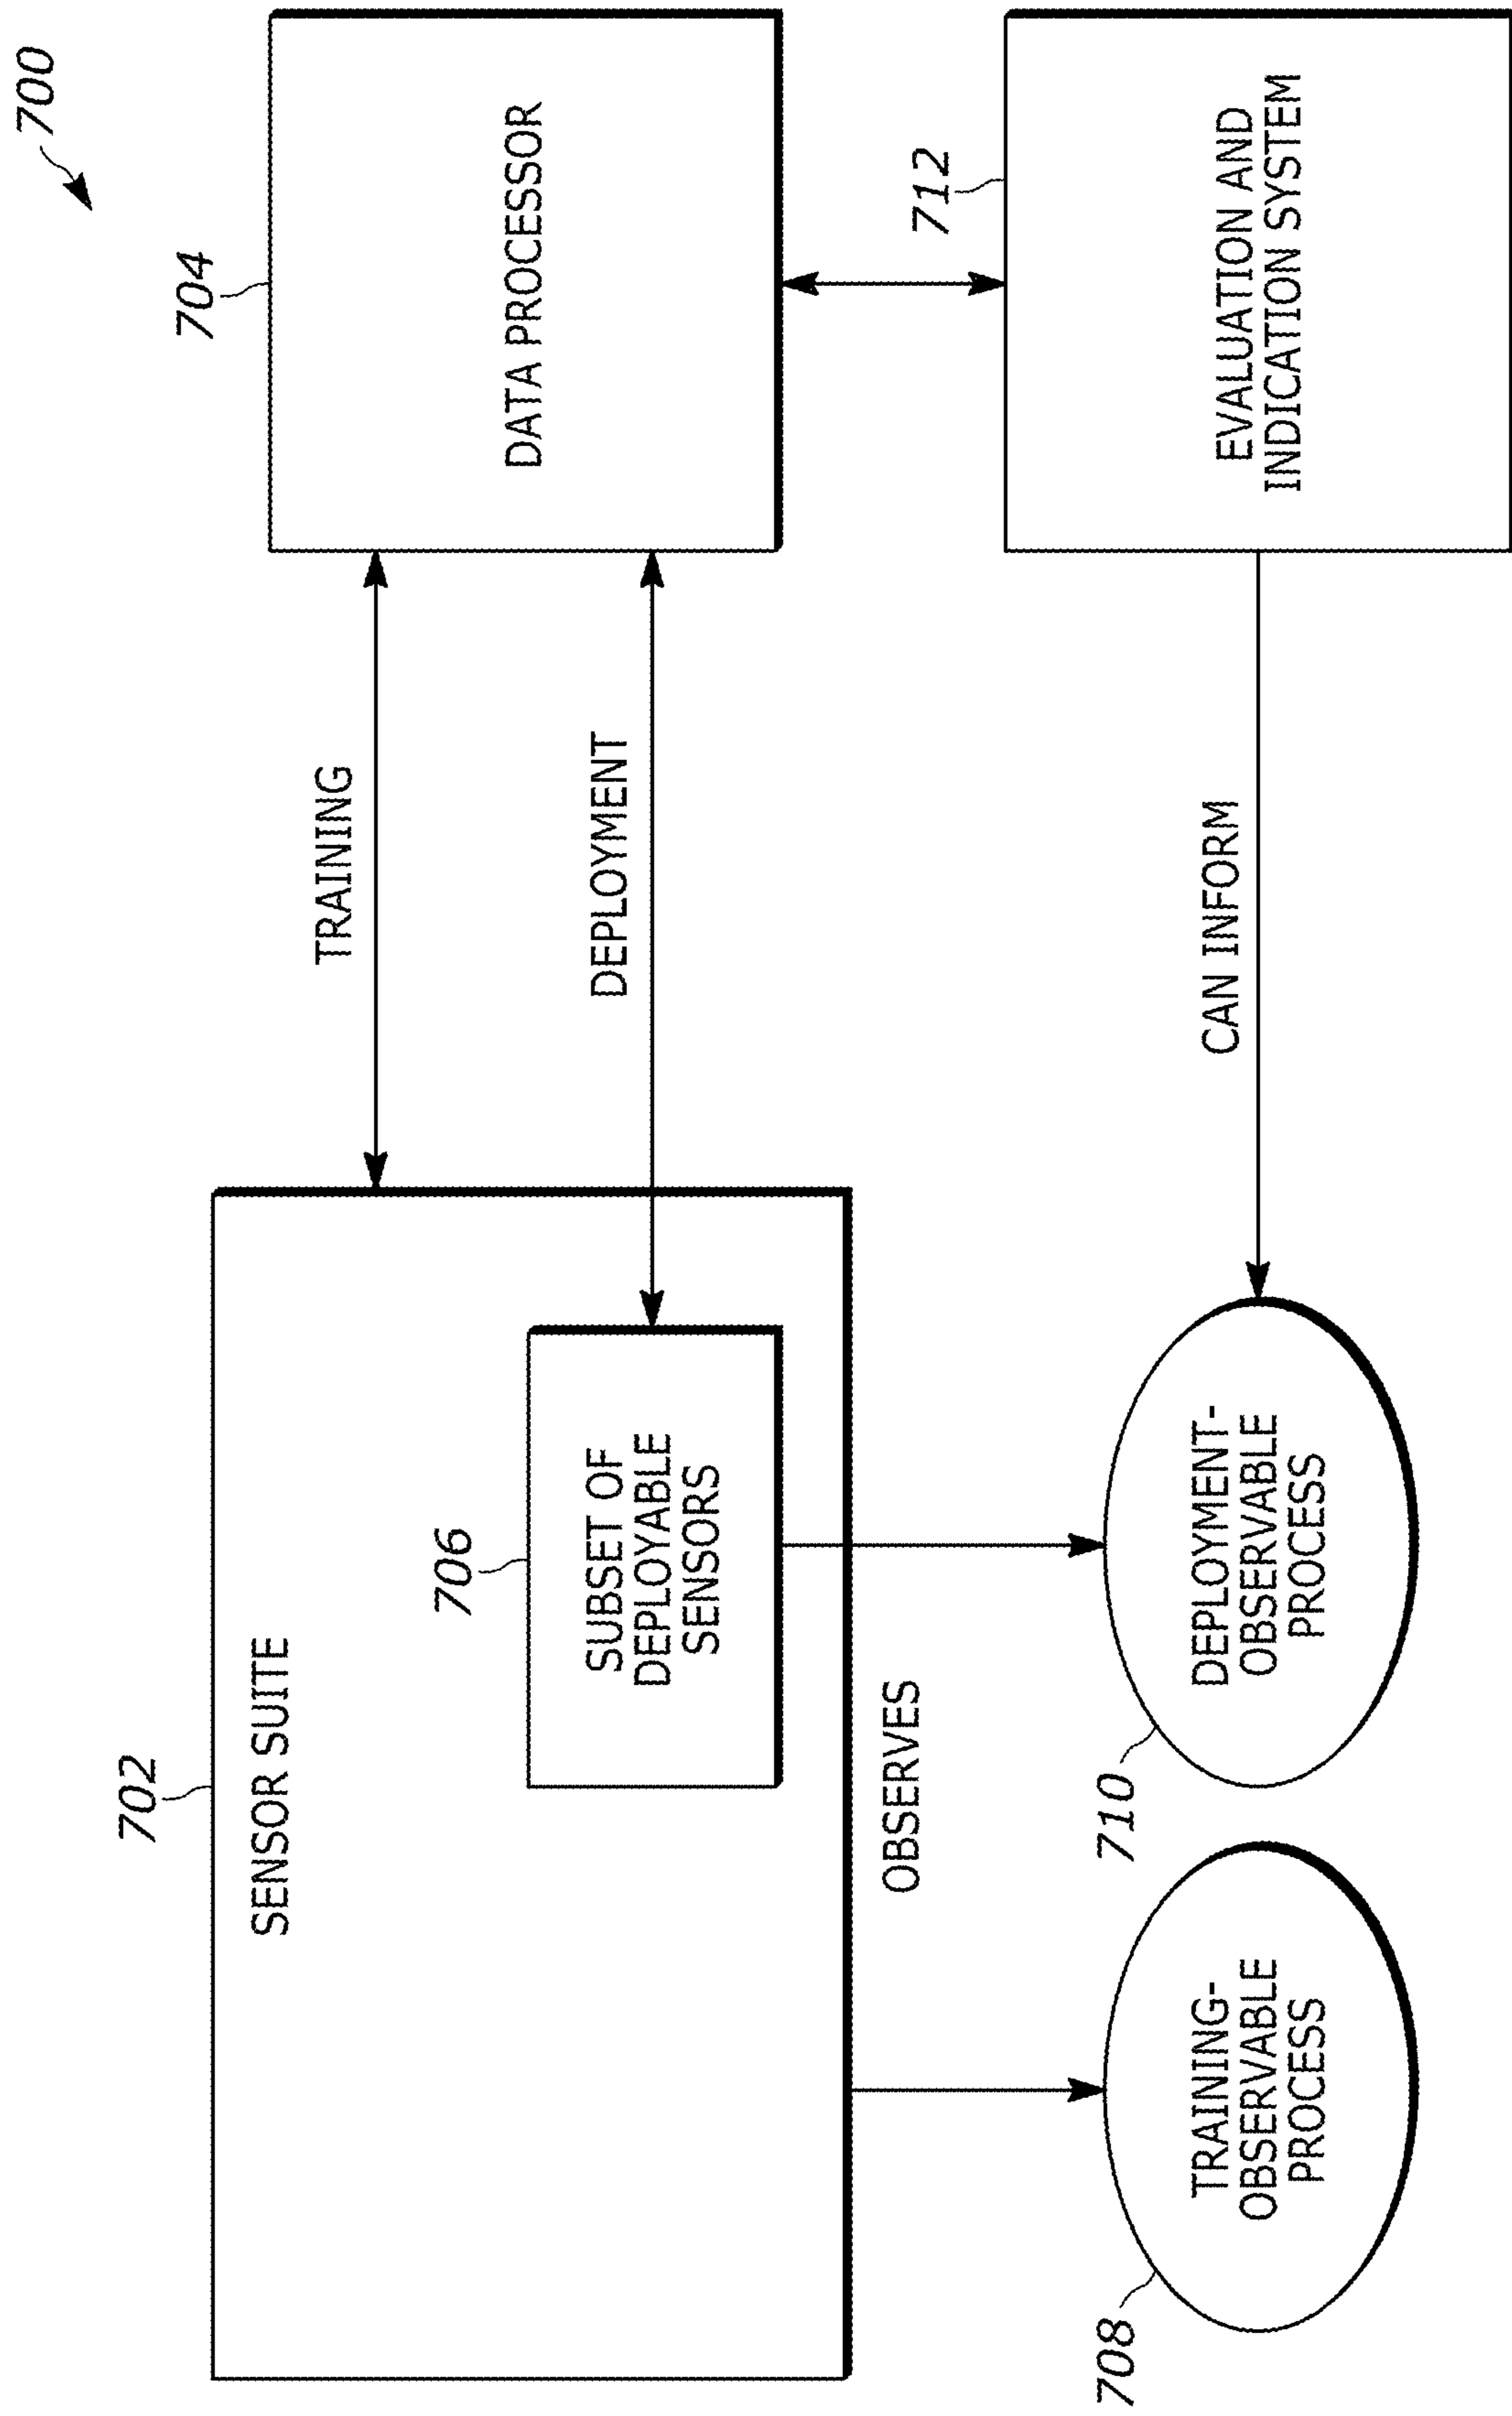 700
702
SENSOR SUITE
706
SUBSET OF
DEPLOYABLE
SENSORS
TRAINING
DEPLOYMENT
704
DATA PROCESSOR
OBSERVES
708
TRAINING-
OBSERVABLE
PROCESS
710
DEPLOYMENT-
OBSERVABLE
PROCESS
CAN INFORM
712
EVALUATION AND
INDICATION SYSTEM